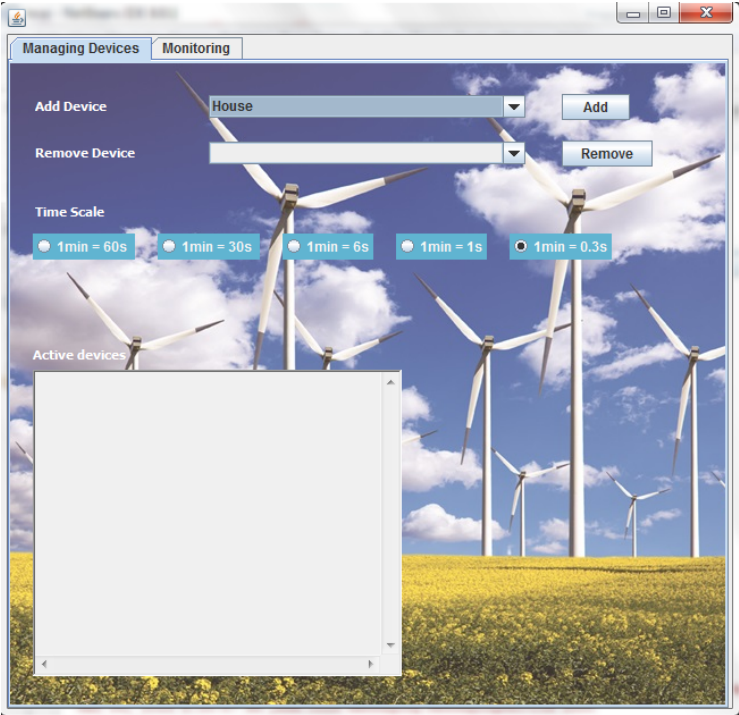 Managing Devices Monitoring
Add Device House Add
Remove Device Remove
Time Scale
1min = 60s 1min = 30s 1min = 6s 1min = 1s 1min = 0.3s
Active devices